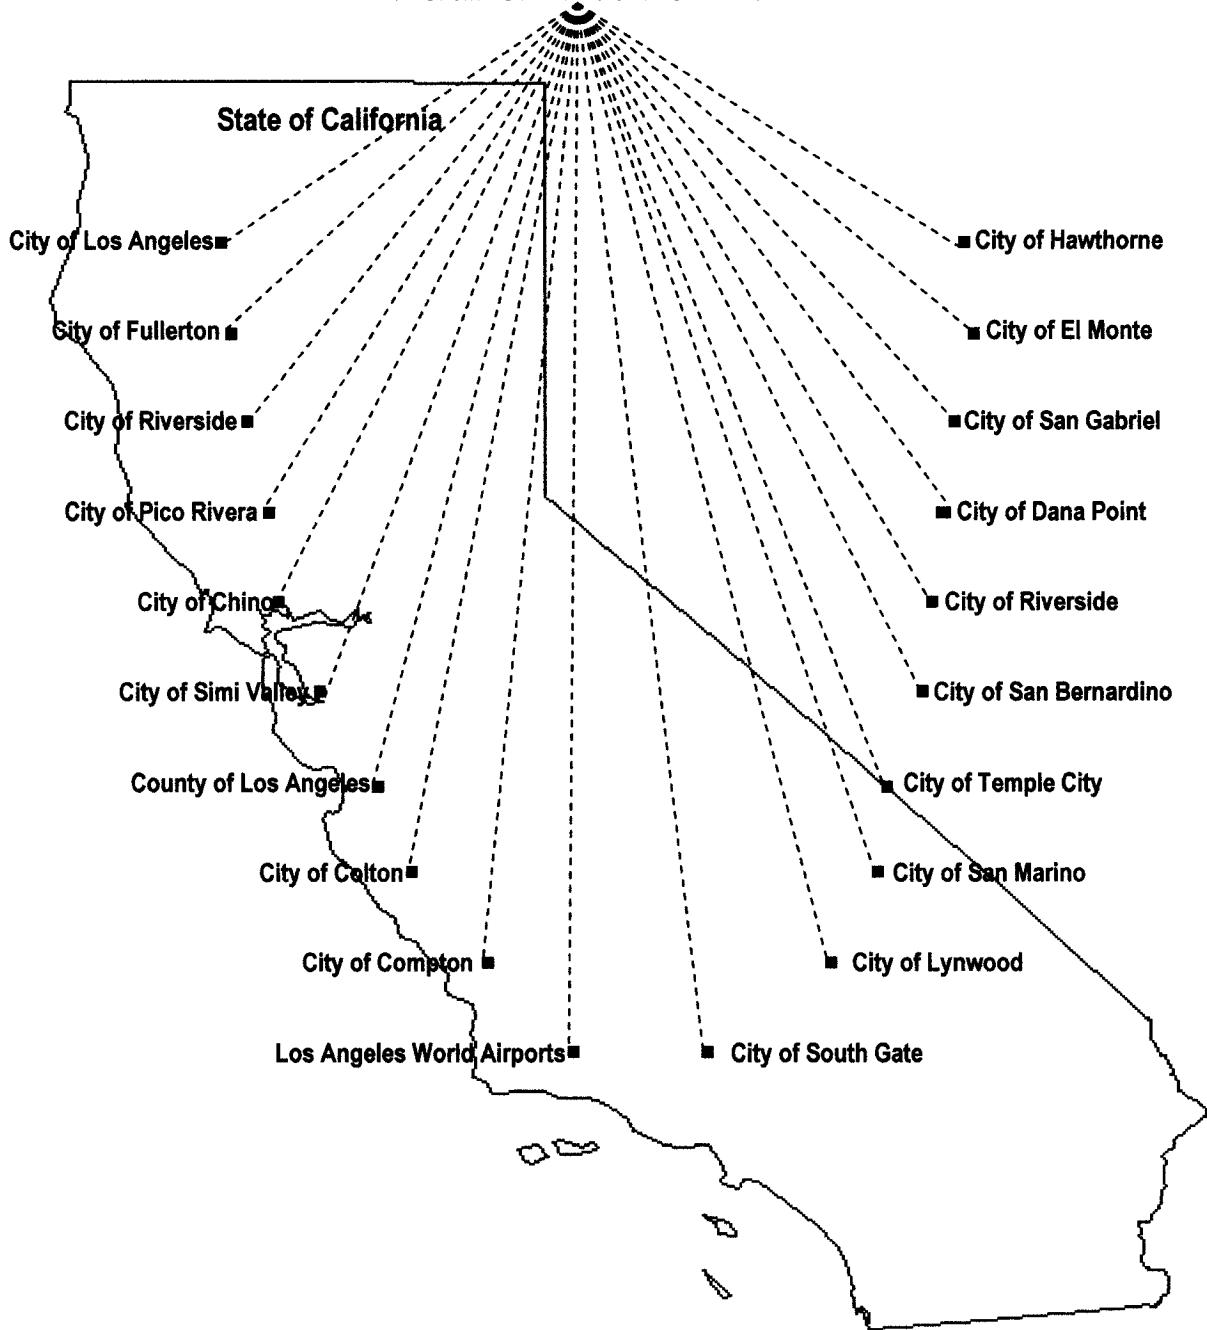 State of California
City of Los Angeles
City of Hawthorne
City of Fullerton
City of El Monte
City of Riverside
City of San Gabriel
City of Pico Rivera
City of Dana Point
City of Chino
City of Riverside
City of Simi Valley
City of San Bernardino
County of Los Angeles
City of Temple City
City of Colton
City of San Marino
City of Compton
City of Lynwood
Los Angeles World Airports
City of South Gate